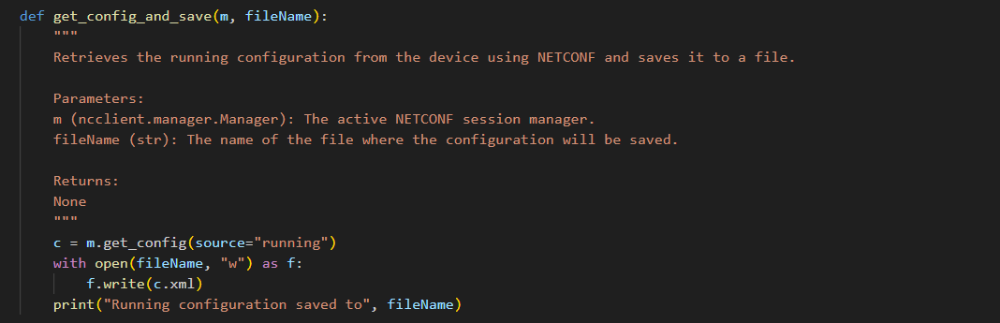 def get_config_and_save(m, fileName):
    """
    Retrieves the running configuration from the device using NETCONF and saves it to a file.

    Parameters:
    m (ncclient.manager.Manager): The active NETCONF session manager.
    fileName (str): The name of the file where the configuration will be saved.

    Returns:
    None
    """
    c = m.get_config(source="running")
    with open(fileName, "w") as f:
        f.write(c.xml)
    print("Running configuration saved to", fileName)